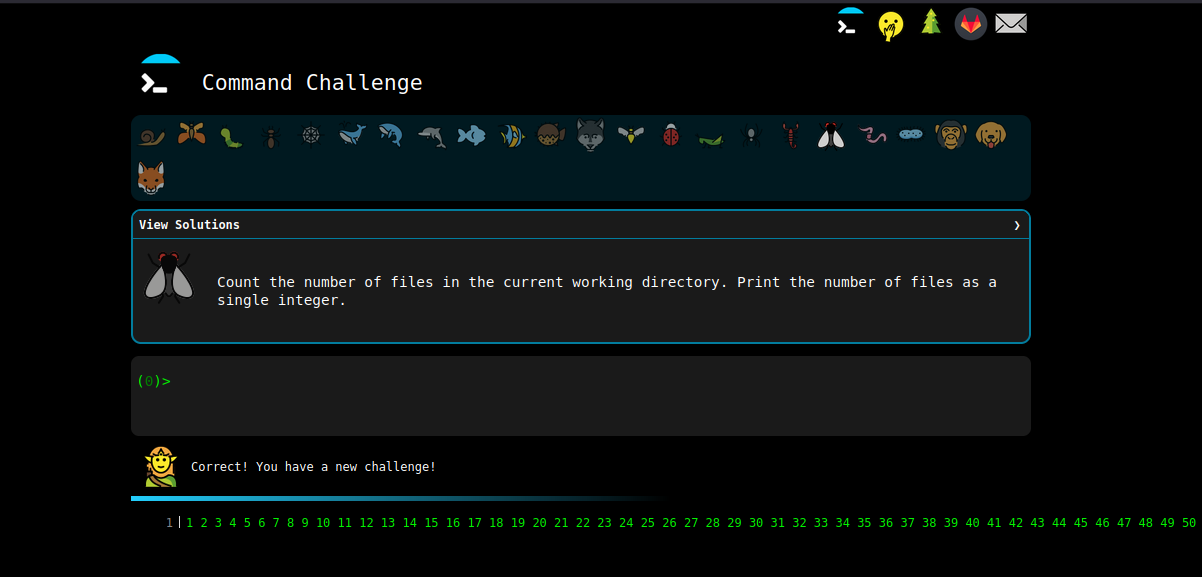 Command Challenge
View Solutions ❯
Count the number of files in the current working directory. Print the number of files as a
single integer.
(0)>
Correct! You have a new challenge!
1 1 2 3 4 5 6 7 8 9 10 11 12 13 14 15 16 17 18 19 20 21 22 23 24 25 26 27 28 29 30 31 32 33 34 35 36 37 38 39 40 41 42 43 44 45 46 47 48 49 50